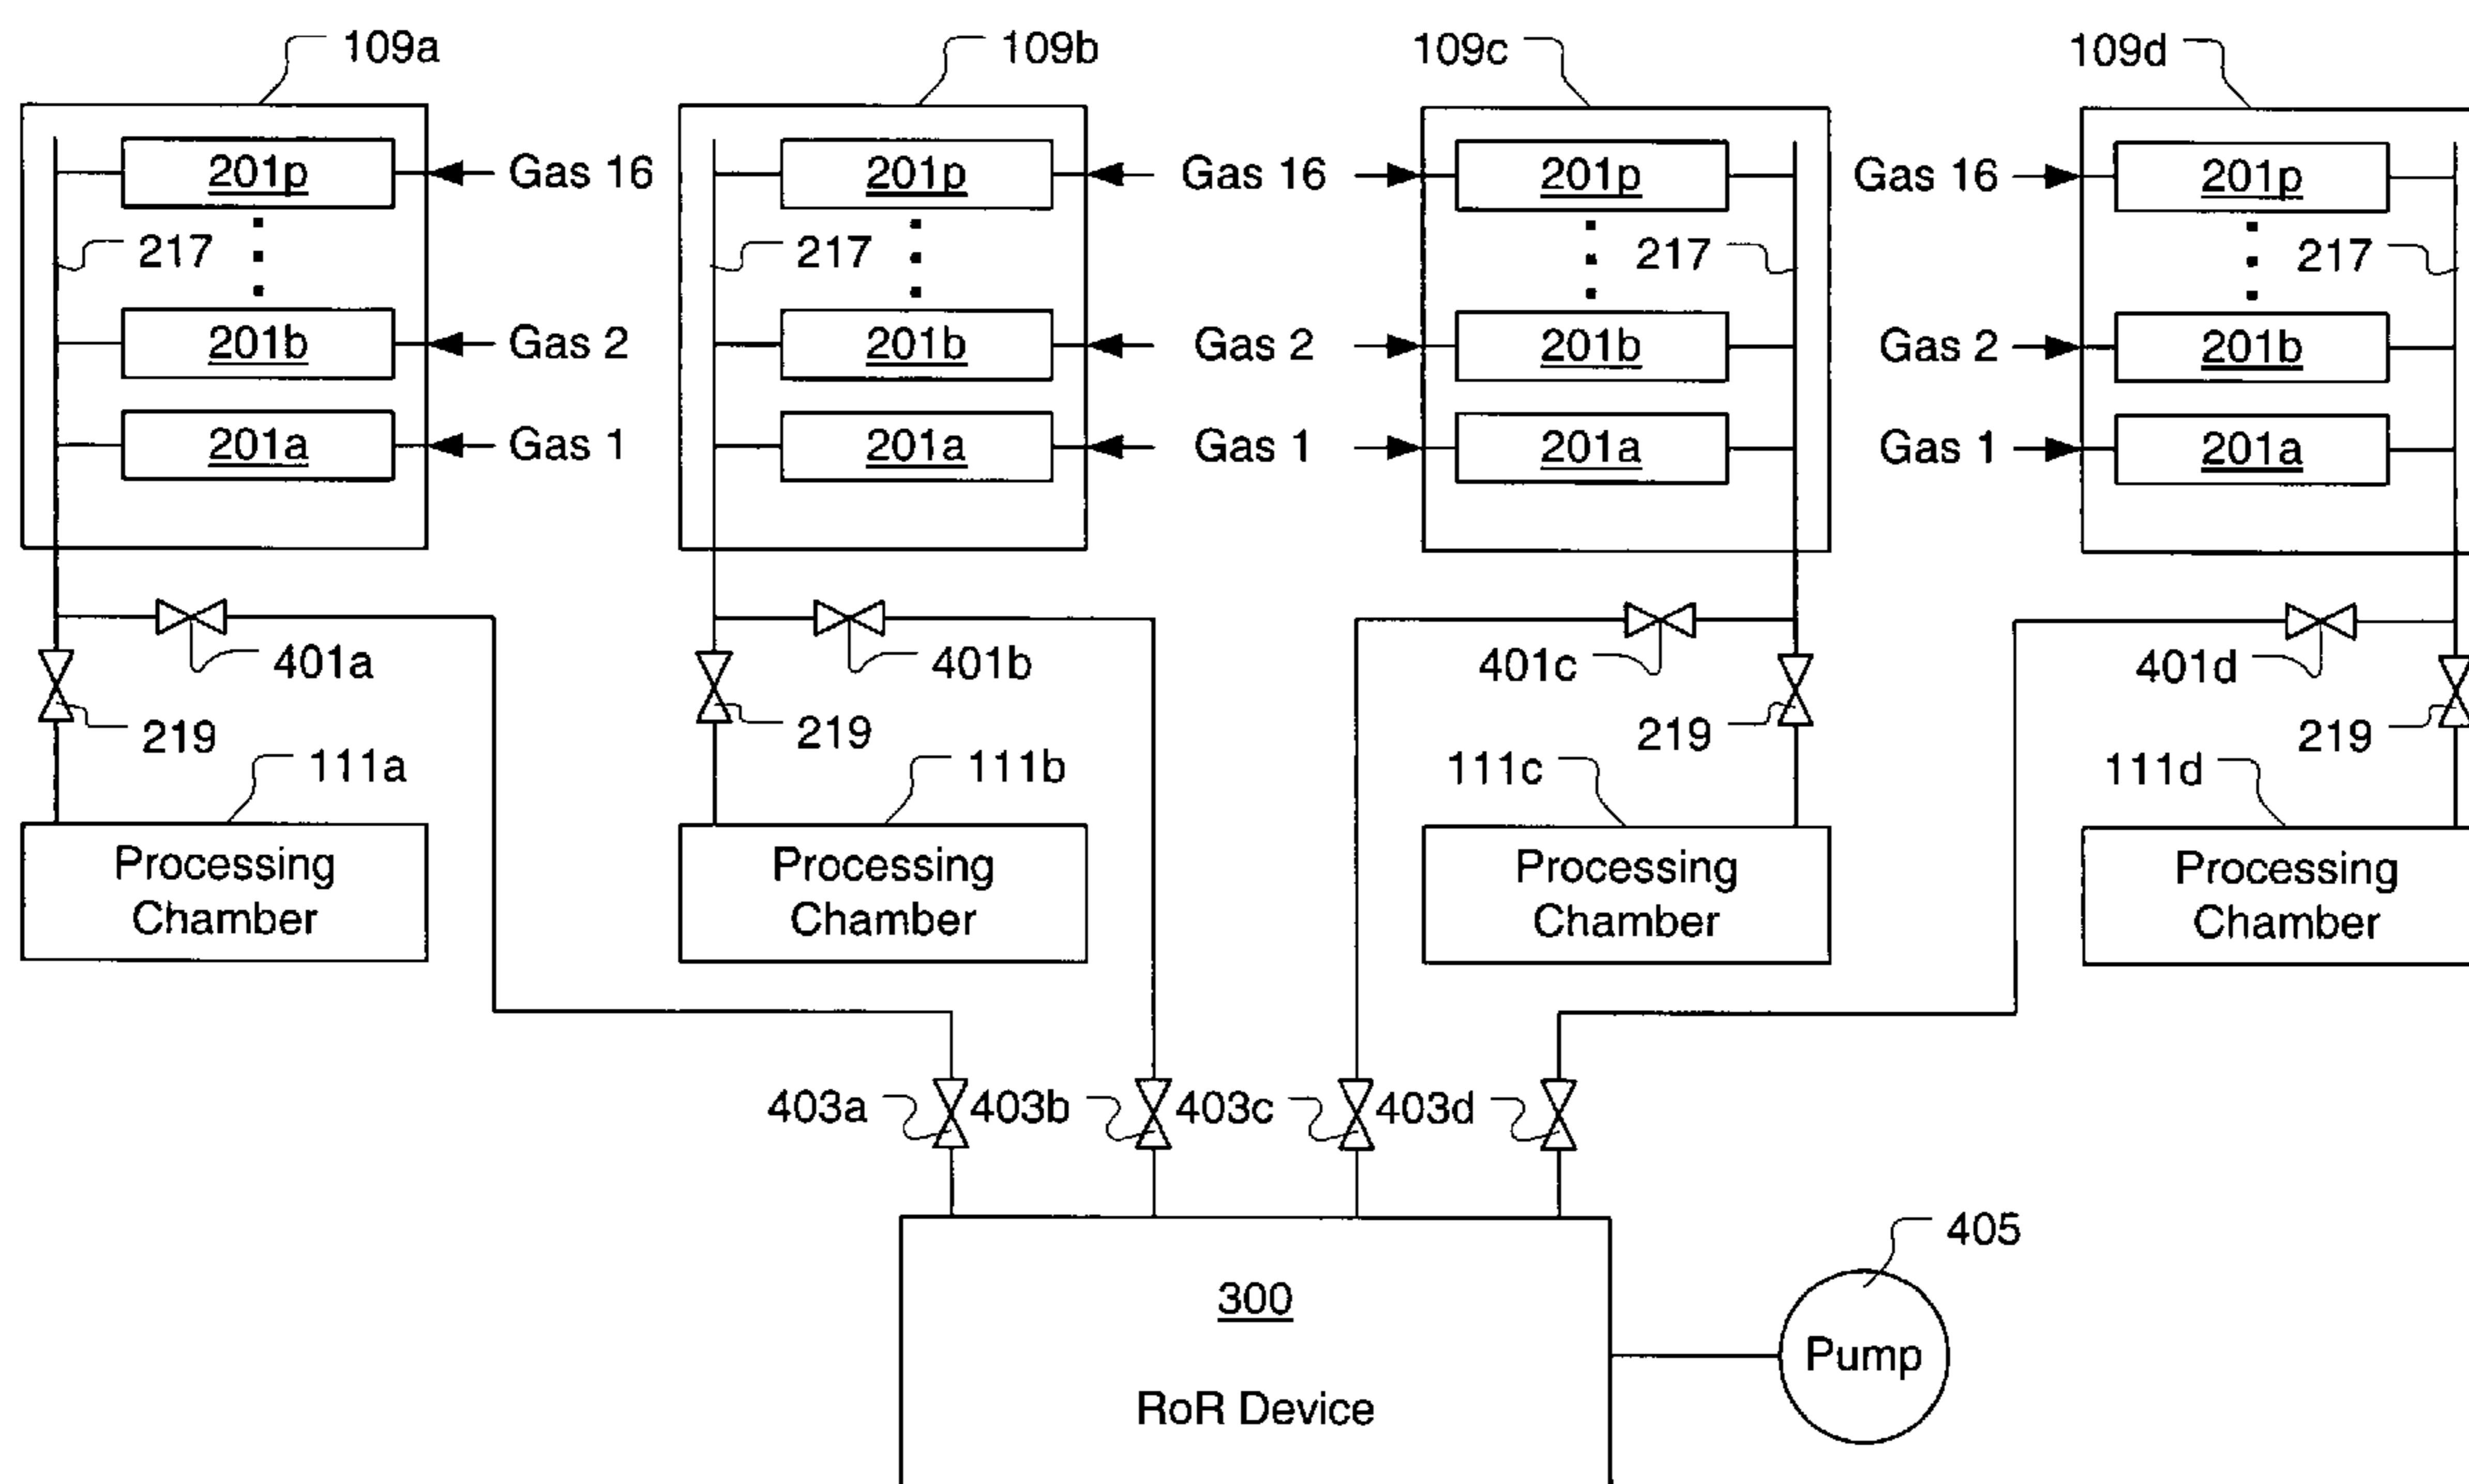 109a 109b 109c 109d
201p Gas 16 201p Gas 16 201p Gas 16 201p
217 217 217 217
201b Gas 2 201b Gas 2 201b Gas 2 201b
201a Gas 1 201a Gas 1 201a Gas 1 201a
401a 401b 401c 401d
219 219 219 219
111a 111b 111c 111d
Processing Processing Processing Processing
Chamber Chamber Chamber Chamber
403a 403b 403c 403d
405
300
Pump
RoR Device